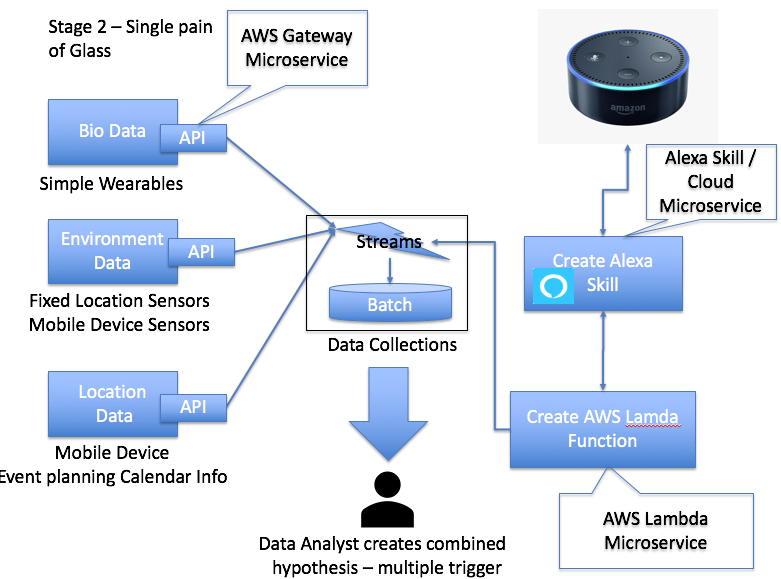 Stage 2 – Single pain
of Glass
AWS Gateway
Microservice
amazon
Bio Data
API
Simple Wearables
Alexa Skill /
Cloud
Microservice
Environment
Data
API
Fixed Location Sensors
Mobile Device Sensors
Streams
Batch
Data Collections
Create Alexa
Skill
Location
Data
API
Mobile Device
Event planning Calendar Info
Create AWS Lamda
Function
AWS Lambda
Microservice
Data Analyst creates combined
hypothesis – multiple trigger